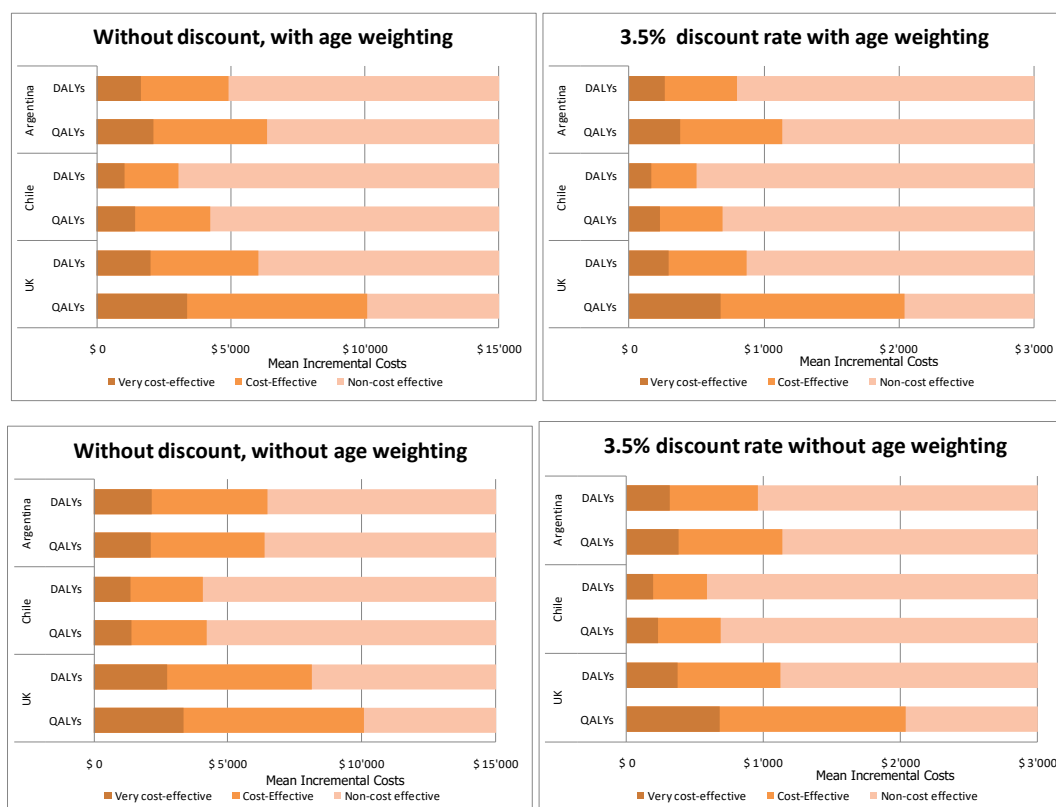 Without discount, with age weighting
Argentina
DALYs
QALYs
Chile
DALYs
QALYs
UK
DALYs
QALYs
$ 0 $ 5'000 $ 10'000 $ 15'000
Mean Incremental Costs
Very cost-effective Cost-Effective Non-cost effective
3.5% discount rate with age weighting
Argentina
DALYs
QALYs
Chile
DALYs
QALYs
UK
DALYs
QALYs
$ 0 $ 1'000 $ 2'000 $ 3'000
Mean Incremental Costs
Very cost-effective Cost-Effective Non-cost effective
Without discount, without age weighting
Argentina
DALYs
QALYs
Chile
DALYs
QALYs
UK
DALYs
QALYs
$ 0 $ 5'000 $ 10'000 $ 15'000
Mean Incremental Costs
Very cost-effective Cost-Effective Non-cost effective
3.5% discount rate without age weighting
Argentina
DALYs
QALYs
Chile
DALYs
QALYs
UK
DALYs
QALYs
$ 0 $ 1'000 $ 2'000 $ 3'000
Mean Incremental Costs
Very cost-effective Cost-Effective Non-cost effective